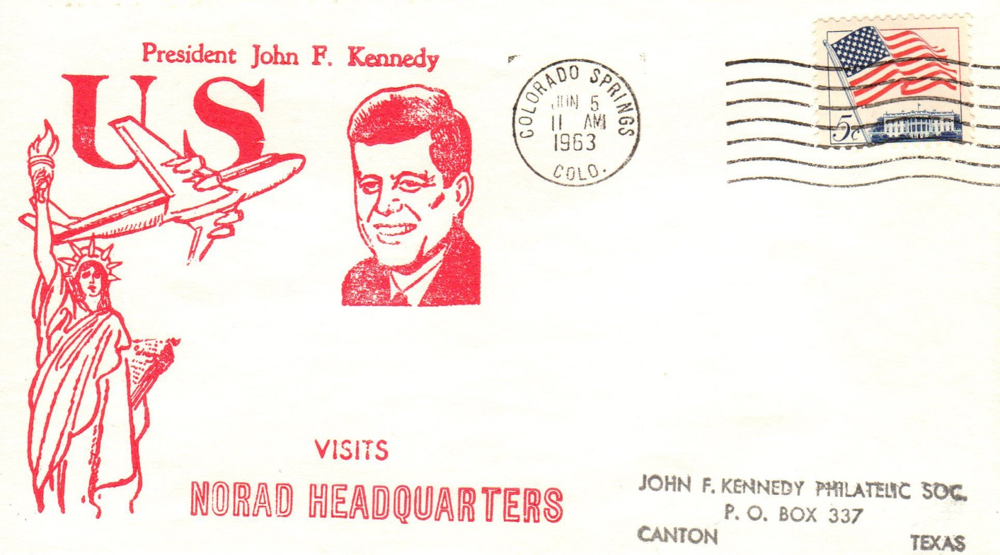 President John F. Kennedy
US
COLORADO SPRINGS
JUN 5
11 AM
1963
COLO.
5c
VISITS
NORAD HEADQUARTERS
JOHN F. KENNEDY PHILATELIC SOC.
P. O. BOX 337
CANTON TEXAS